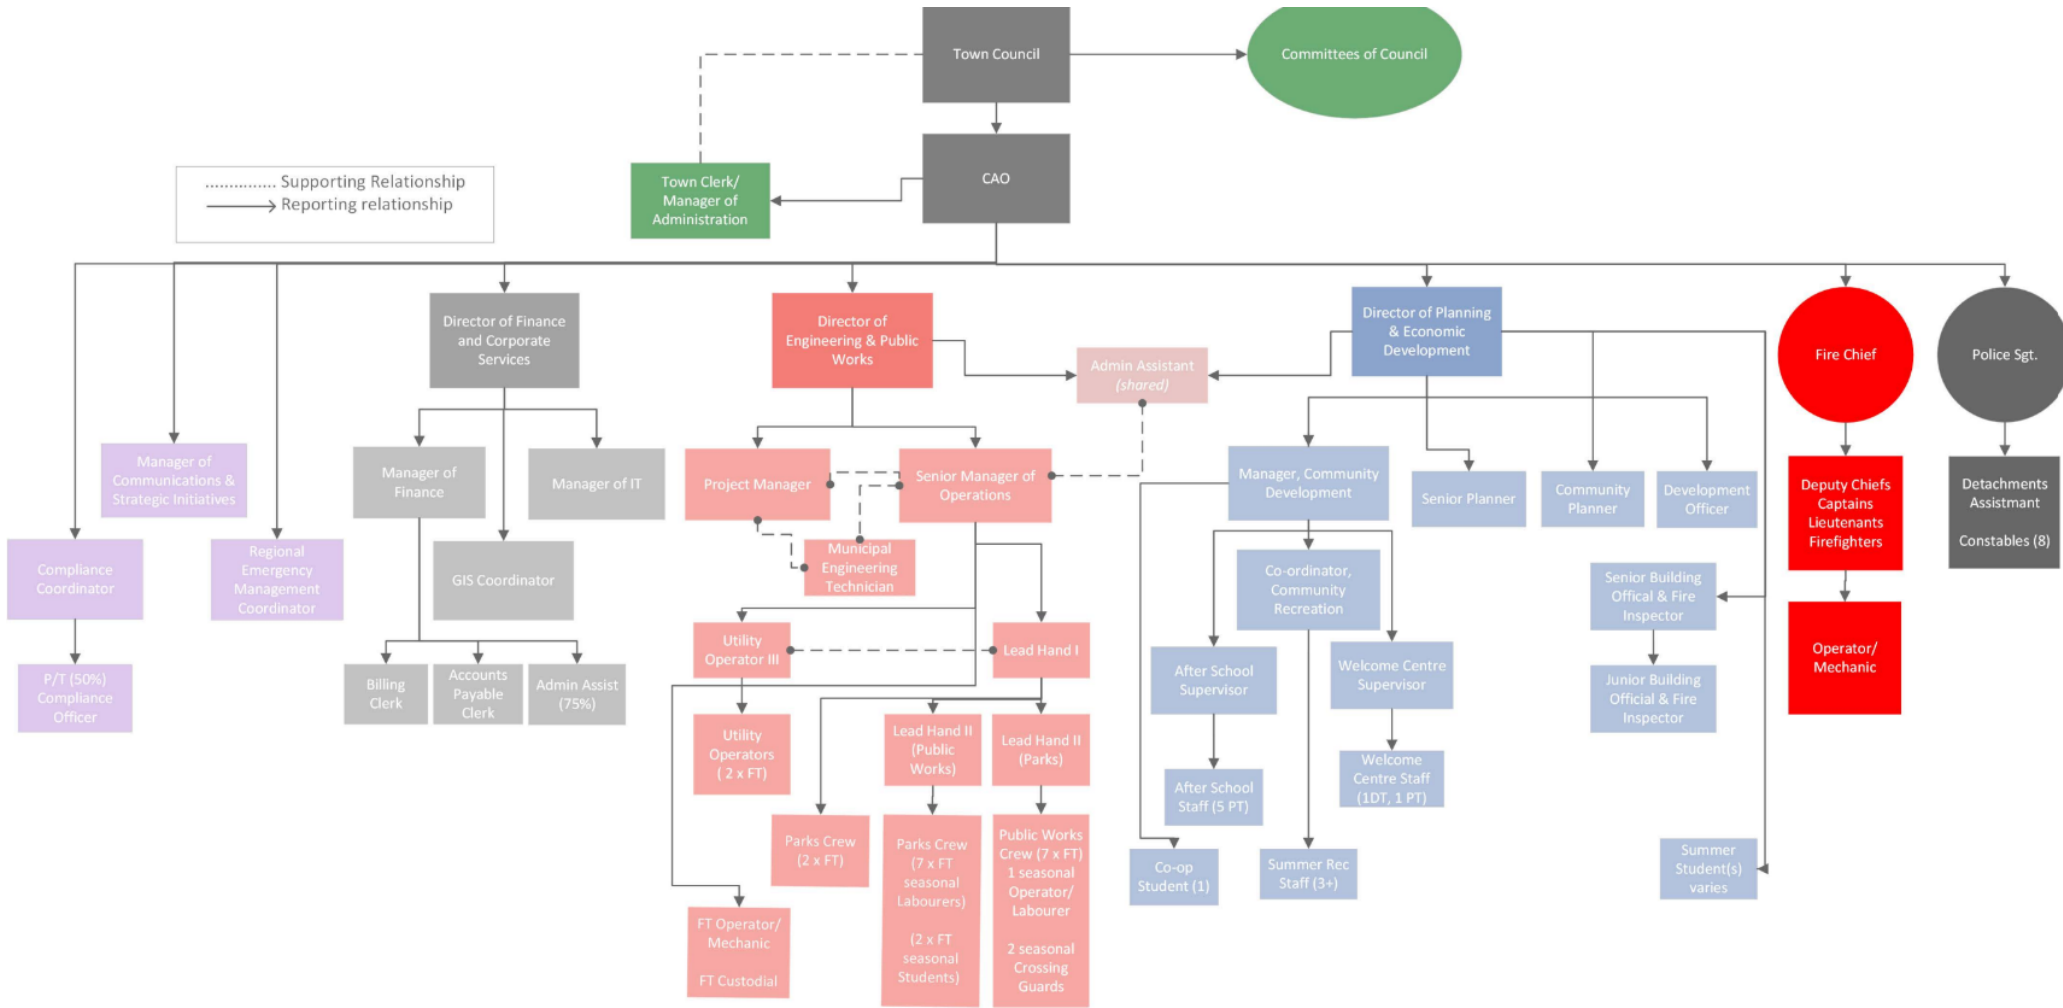 Town Council
Committees of Council
CAO
Town Clerk/
Manager of
Administration
Supporting Relationship
Reporting relationship
Director of Finance
and Corporate
Services
Director of
Engineering & Public
Works
Admin Assistant
(shared)
Director of Planning
& Economic
Development
Fire Chief
Police Sgt.
Manager of
Communications &
Strategic Initiatives
Manager of
Finance
Manager of IT
Project Manager
Senior Manager of
Operations
Manager, Community
Development
Senior Planner
Community
Planner
Development
Officer
Deputy Chiefs
Captains
Lieutenants
Firefighters
Detachments
Assistmant
Constables (8)
Compliance
Coordinator
Regional
Emergency
Management
Coordinator
GIS Coordinator
Municipal
Engineering
Technician
Co-ordinator,
Community
Recreation
Senior Building
Offical & Fire
Inspector
P/T (50%)
Compliance
Officer
Billing
Clerk
Accounts
Payable
Clerk
Admin Assist
(75%)
Utility
Operator III
Lead Hand I
After School
Supervisor
Welcome Centre
Supervisor
Junior Building
Official & Fire
Inspector
Operator/
Mechanic
Utility
Operators
( 2 x FT)
Lead Hand II
(Public
Works)
Lead Hand II
(Parks)
After School
Staff (5 PT)
Welcome
Centre Staff
(1DT, 1 PT)
Parks Crew
(2 x FT)
Parks Crew
(7 x FT
seasonal
Labourers)
(2 x FT
seasonal
Students)
Public Works
Crew (7 x FT)
1 seasonal
Operator/
Labourer
2 seasonal
Crossing
Guards
Co-op
Student (1)
Summer Rec
Staff (3+)
Summer
Student(s)
varies
FT Operator/
Mechanic
FT Custodial